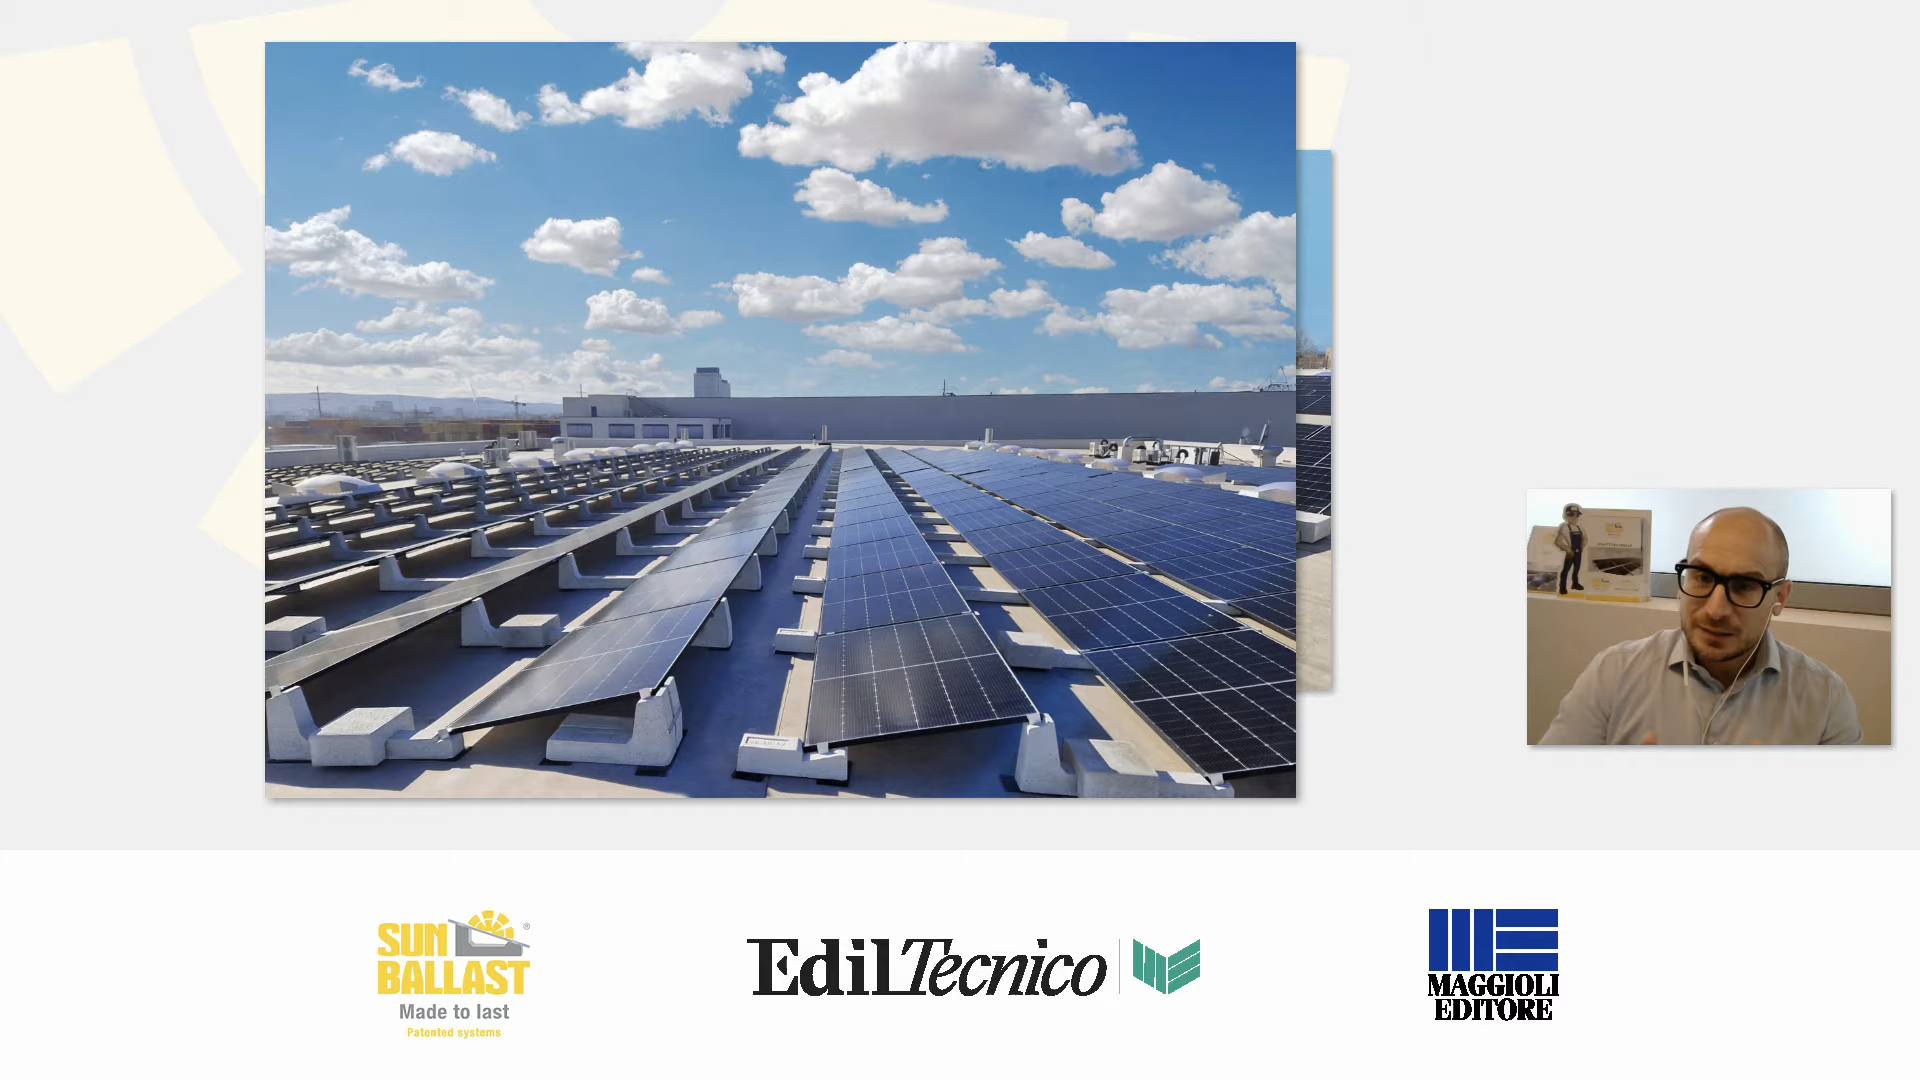 SUN
BALLAST
®
Made to last
Patented systems
EdilTecnico
MAGGIOLI
EDITORE